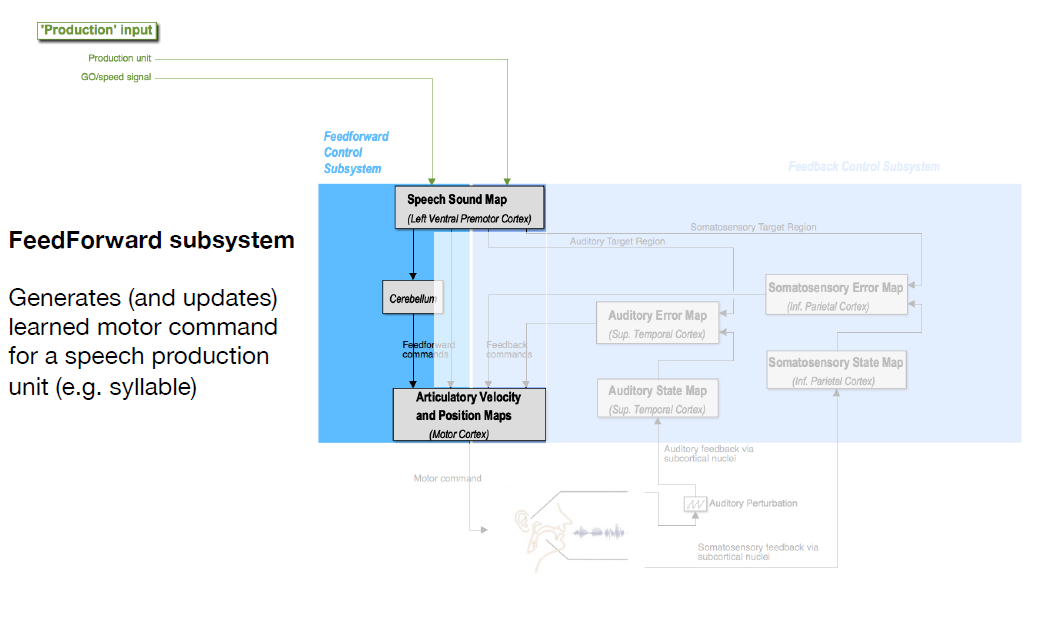 'Production' input
Production unit
GO/speed signal
Feedforward
Control
Subsystem
Feedback Control Subsystem
Speech Sound Map
(Left Ventral Premotor Cortex)
Somatosensory Target Region
Auditory Target Region
FeedForward subsystem
Generates (and updates)
learned motor command
for a speech production
unit (e.g. syllable)
Cerebellum
Somatosensory Error Map
(Inf. Parietal Cortex)
Auditory Error Map
(Sup. Temporal Cortex)
Feedforward
commands
Feedback
commands
Somatosensory State Map
(Inf. Parietal Cortex)
Auditory State Map
(Sup. Temporal Cortex)
Articulatory Velocity
and Position Maps
(Motor Cortex)
Auditory feedback via
subcortical nuclei
Motor command
Auditory Perturbation
Somatosensory feedback via
subcortical nuclei